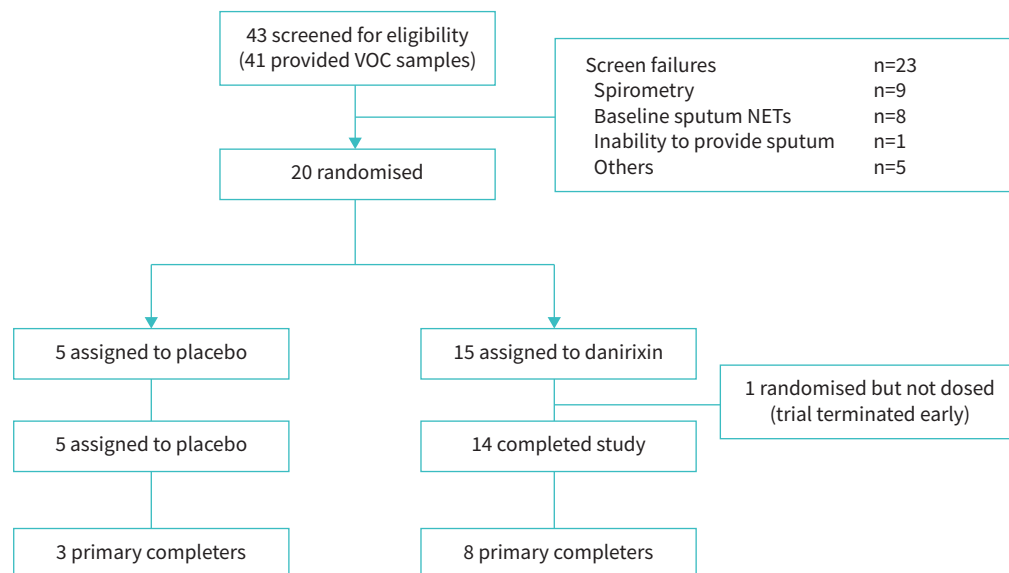 43 screened for eligibility
(41 provided VOC samples)
Screen failures n=23
Spirometry n=9
Baseline sputum NETs n=8
Inability to provide sputum n=1
Others n=5
20 randomised
5 assigned to placebo
15 assigned to danirixin
1 randomised but not dosed
(trial terminated early)
5 assigned to placebo
14 completed study
3 primary completers
8 primary completers